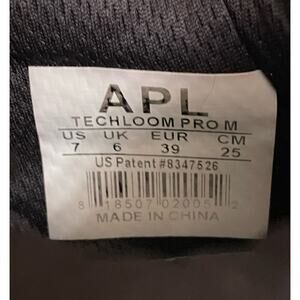 APL
TECHLOOM PRO M
US UK EUR CM
7 6 39 25
US Patent #8347526
8 18507 02005 2
MADE IN CHINA